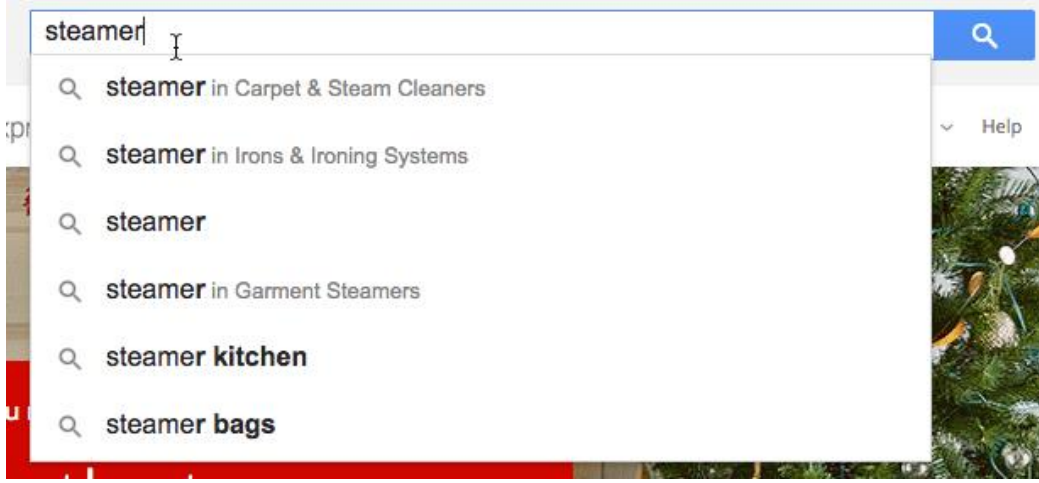 steamer
steamer in Carpet & Steam Cleaners
Help
steamer in Irons & Ironing Systems
steamer
steamer in Garment Steamers
steamer kitchen
steamer bags